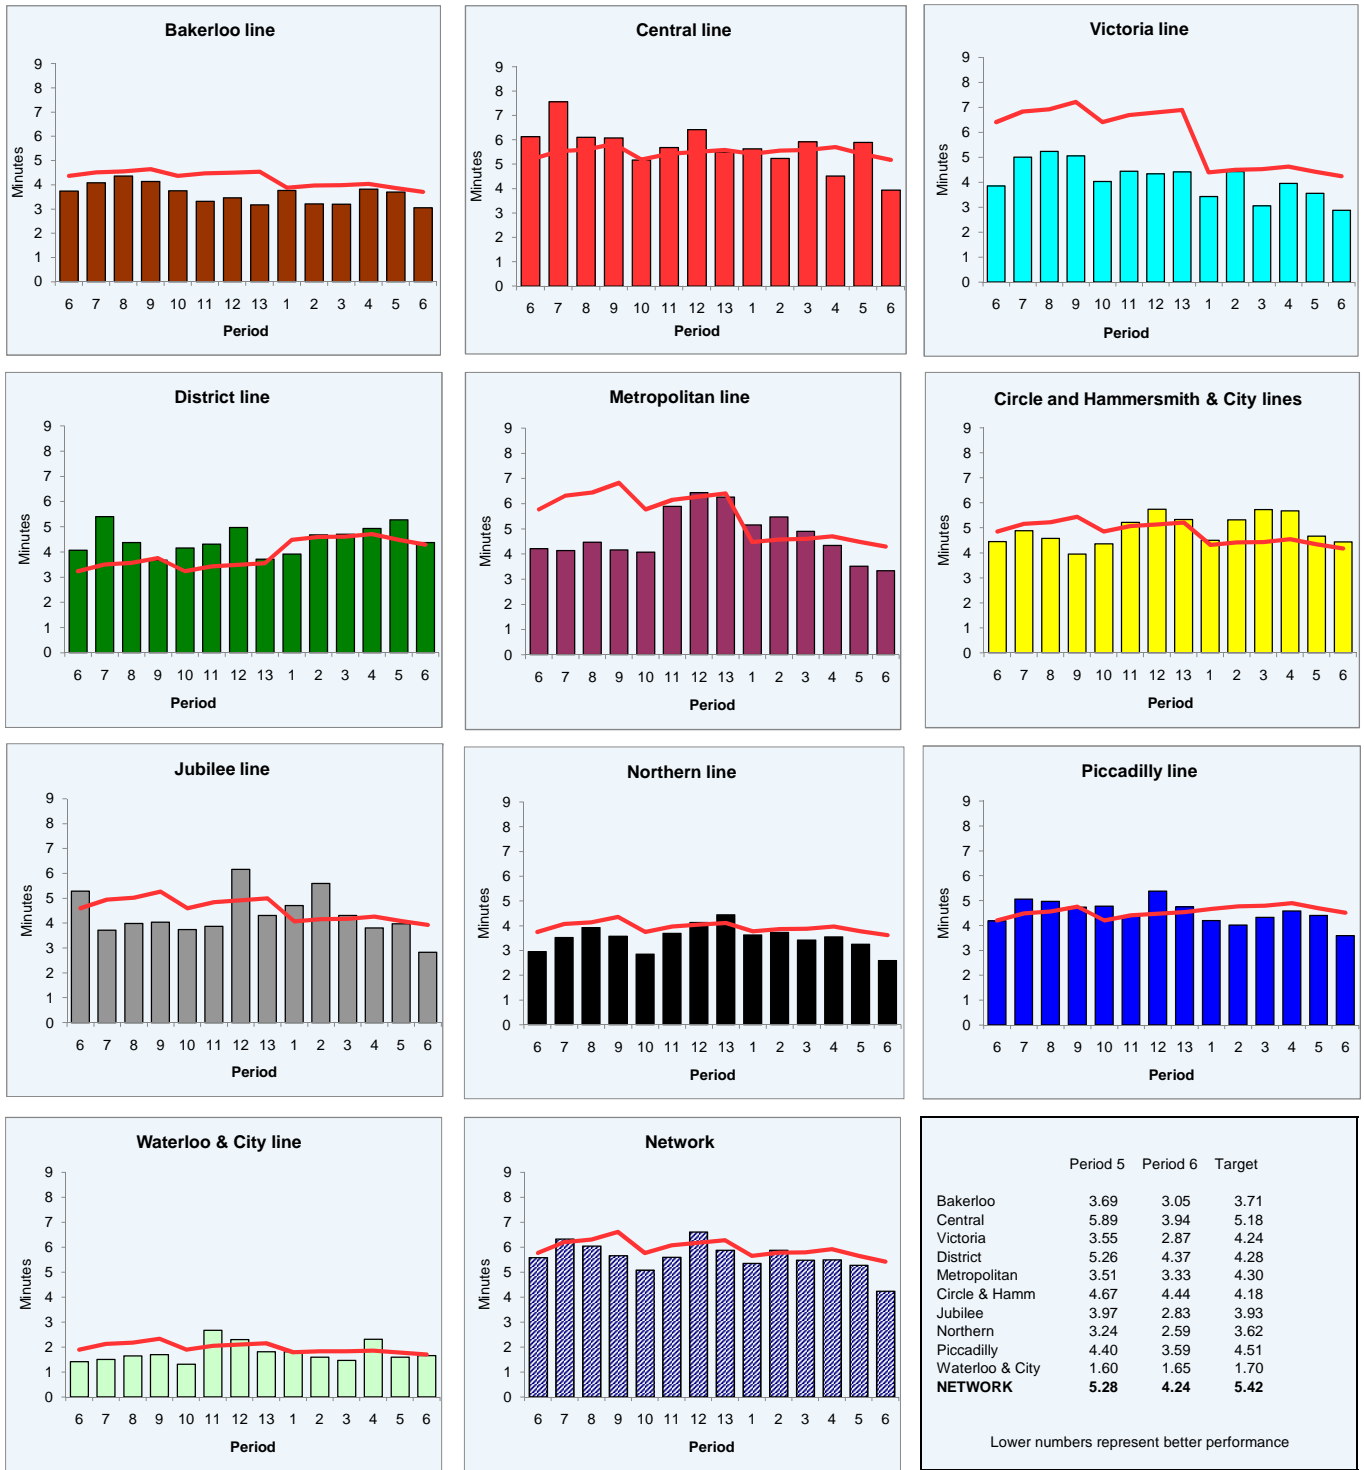 Bakerloo line
9
8
7
6
5
4
3
2
1
0
Minutes
6 7 8 9 10 11 12 13 1 2 3 4 5 6
Period
Central line
9
8
7
6
5
4
3
2
1
0
Minutes
6 7 8 9 10 11 12 13 1 2 3 4 5 6
Period
Victoria line
9
8
7
6
5
4
3
2
1
0
Minutes
6 7 8 9 10 11 12 13 1 2 3 4 5 6
Period
District line
9
8
7
6
5
4
3
2
1
0
Minutes
6 7 8 9 10 11 12 13 1 2 3 4 5 6
Period
Metropolitan line
9
8
7
6
5
4
3
2
1
0
Minutes
6 7 8 9 10 11 12 13 1 2 3 4 5 6
Period
Circle and Hammersmith & City lines
9
8
7
6
5
4
3
2
1
0
Minutes
6 7 8 9 10 11 12 13 1 2 3 4 5 6
Period
Jubilee line
9
8
7
6
5
4
3
2
1
0
Minutes
6 7 8 9 10 11 12 13 1 2 3 4 5 6
Period
Northern line
9
8
7
6
5
4
3
2
1
0
Minutes
6 7 8 9 10 11 12 13 1 2 3 4 5 6
Period
Piccadilly line
9
8
7
6
5
4
3
2
1
0
Minutes
6 7 8 9 10 11 12 13 1 2 3 4 5 6
Period
Waterloo & City line
9
8
7
6
5
4
3
2
1
0
Minutes
6 7 8 9 10 11 12 13 1 2 3 4 5 6
Period
Network
9
8
7
6
5
4
3
2
1
0
Minutes
6 7 8 9 10 11 12 13 1 2 3 4 5 6
Period
Period 5 Period 6 Target
Bakerloo 3.69 3.05 3.71
Central 5.89 3.94 5.18
Victoria 3.55 2.87 4.24
District 5.26 4.37 4.28
Metropolitan 3.51 3.33 4.30
Circle & Hamm 4.67 4.44 4.18
Jubilee 3.97 2.83 3.93
Northern 3.24 2.59 3.62
Piccadilly 4.40 3.59 4.51
Waterloo & City 1.60 1.65 1.70
NETWORK 5.28 4.24 5.42
Lower numbers represent better performance